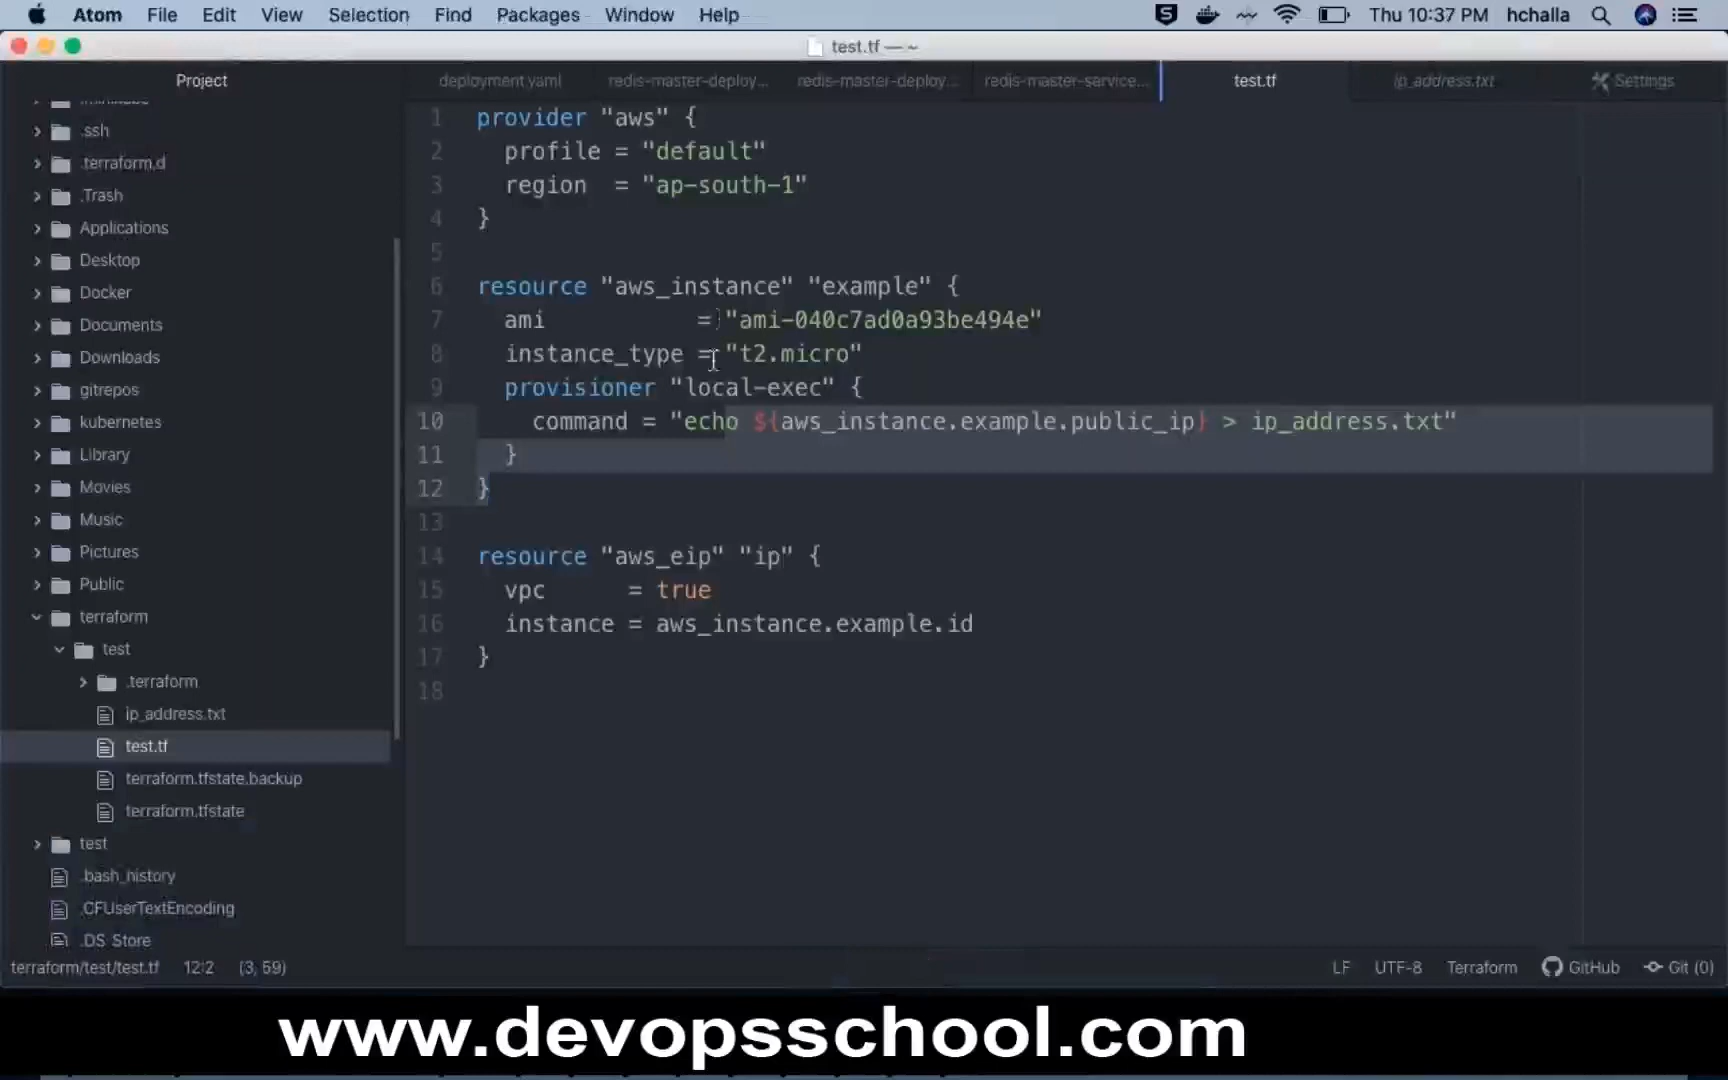 Atom File Edit View Selection Find Packages Window Help Thu 10:37 PM hchalla
test.tf — ~
Project
deployment.yaml redis-master-deploy... redis-master-deploy... redis-master-service... test.tf ip_address.txt Settings
.ssh
.terraform.d
.Trash
Applications
Desktop
Docker
Documents
Downloads
gitrepos
kubernetes
Library
Movies
Music
Pictures
Public
terraform
test
.terraform
ip_address.txt
test.tf
terraform.tfstate.backup
terraform.tfstate
test
.bash_history
.CFUserTextEncoding
.DS_Store
1 provider "aws" {
2 profile = "default"
3 region = "ap-south-1"
4 }
5
6 resource "aws_instance" "example" {
7 ami = "ami-040c7ad0a93be494e"
8 instance_type = "t2.micro"
9 provisioner "local-exec" {
10 command = "echo ${aws_instance.example.public_ip} > ip_address.txt"
11 }
12 }
13
14 resource "aws_eip" "ip" {
15 vpc = true
16 instance = aws_instance.example.id
17 }
18
terraform/test/test.tf 12:2 (3, 59) LF UTF-8 Terraform GitHub Git (0)
www.devopsschool.com